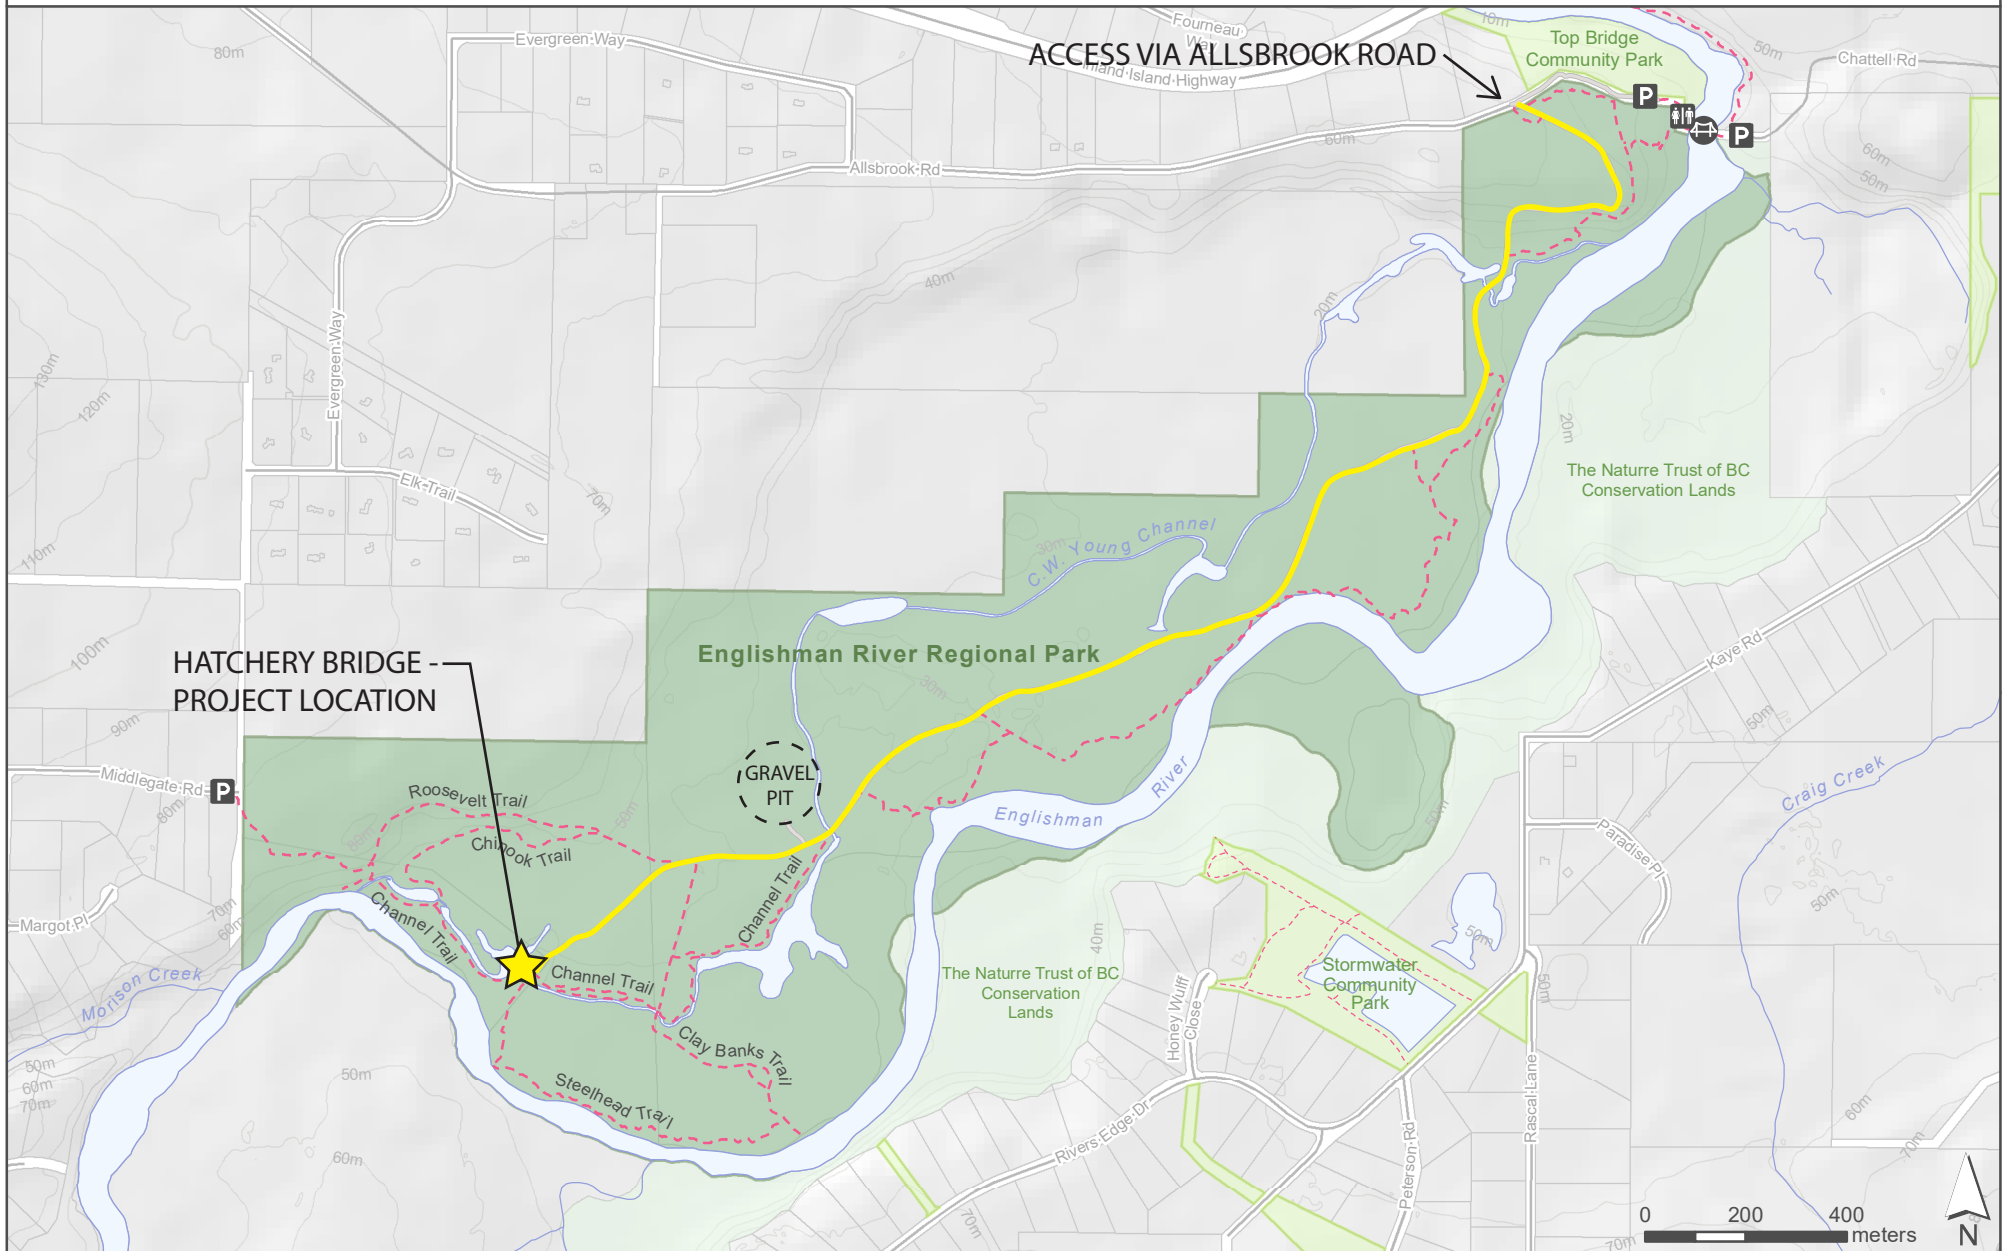 10m
Fourneau
Way
Evergreen Way
80m
ACCESS VIA ALLSBROOK ROAD
Inland Island Highway
Top Bridge
Community Park
50m
Chattell Rd
P
P
60m
Allsbrook Rd
60m
50m
40m
20m
Evergreen Way
130m
120m
20m
The Naturre Trust of BC
Conservation Lands
Elk Trail
70m
110m
30m
C.W. Young Channel
100m
Englishman River Regional Park
Kaye Rd
HATCHERY BRIDGE -
PROJECT LOCATION
30m
90m
50m
GRAVEL
PIT
Middlegate Rd
P
80m
River
Craig Creek
Roosevelt Trail
50m
Englishman
50m
Chinook Trail
Paradise Pl
Channel Trail
50m
Margot Pl
70m
60m
Channel Trail
40m
50m
Morison Creek
Channel Trail
The Naturre Trust of BC
Conservation
Lands
Stormwater
Community
Park
50m
Honey Wulff
Close
Clay Banks Trail
50m
60m
70m
50m
Steelhead Trail
Rivers Edge Dr
Rascal Lane
60m
70m
60m
Peterson Rd
70m
70m
0 200 400
meters
N